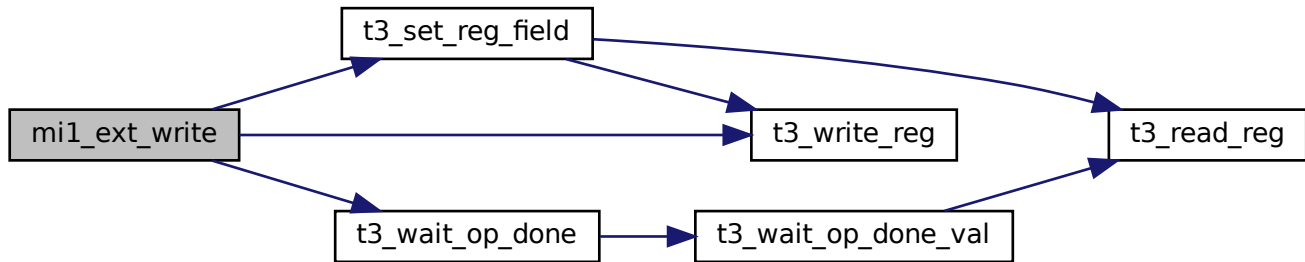 t3_set_reg_field
mi1_ext_write
t3_write_reg
t3_read_reg
t3_wait_op_done
t3_wait_op_done_val